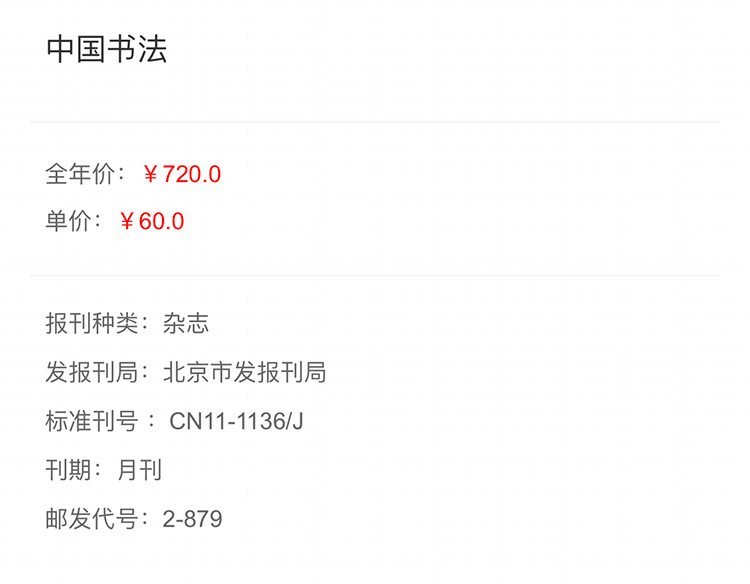 中国书法
全年价：￥720.0
单价：￥60.0
报刊种类：杂志
发报刊局：北京市发报刊局
标准刊号 ：CN11-1136/J
刊期：月刊
邮发代号：2-879